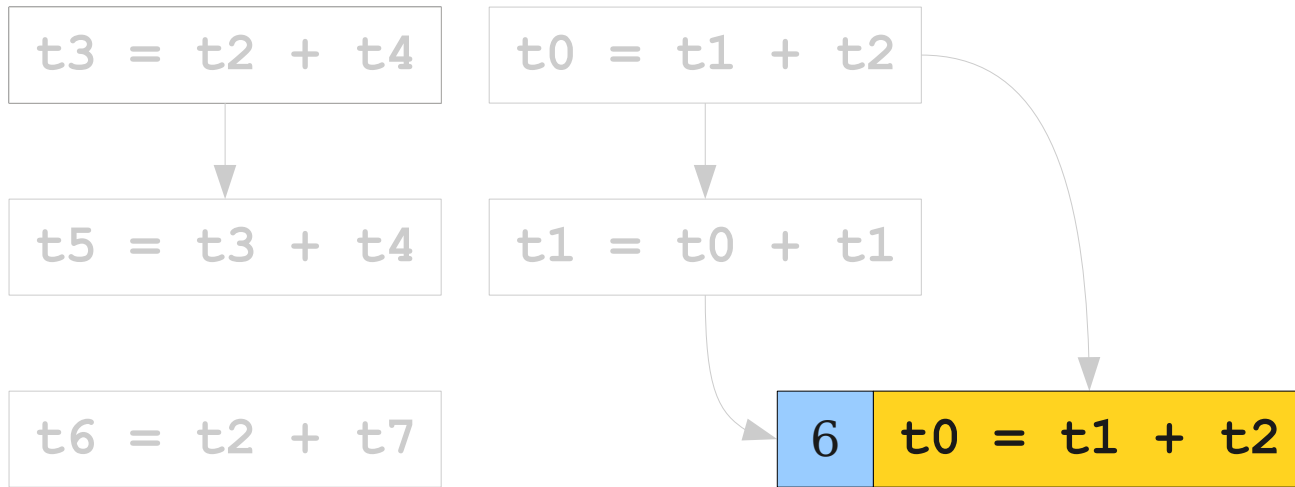 t3 = t2 + t4
t0 = t1 + t2
t5 = t3 + t4
t1 = t0 + t1
t6 = t2 + t7
6
t0 = t1 + t2